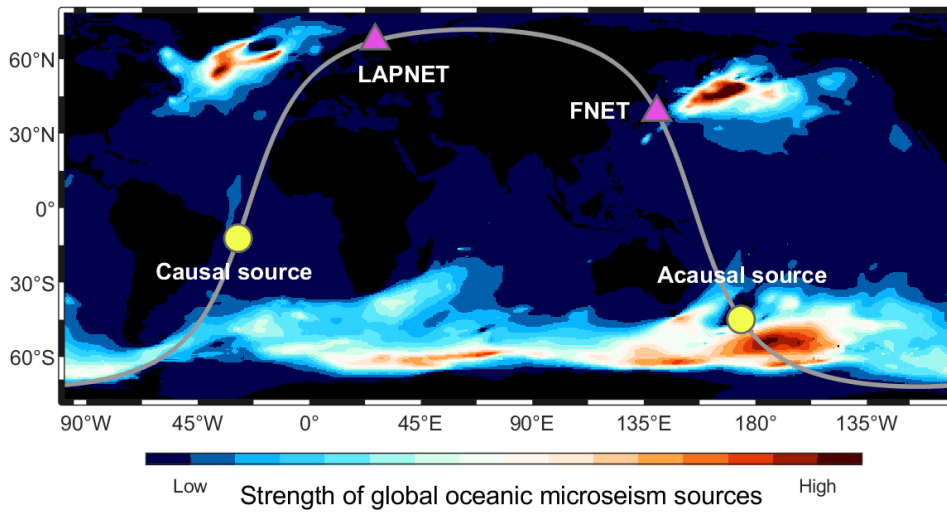 60°N
LAPNET
FNET
30°N
0°
Causal source
Acausal source
30°S
60°S
90°W 45°W 0° 45°E 90°E 135°E 180° 135°W
Low High
Strength of global oceanic microseism sources